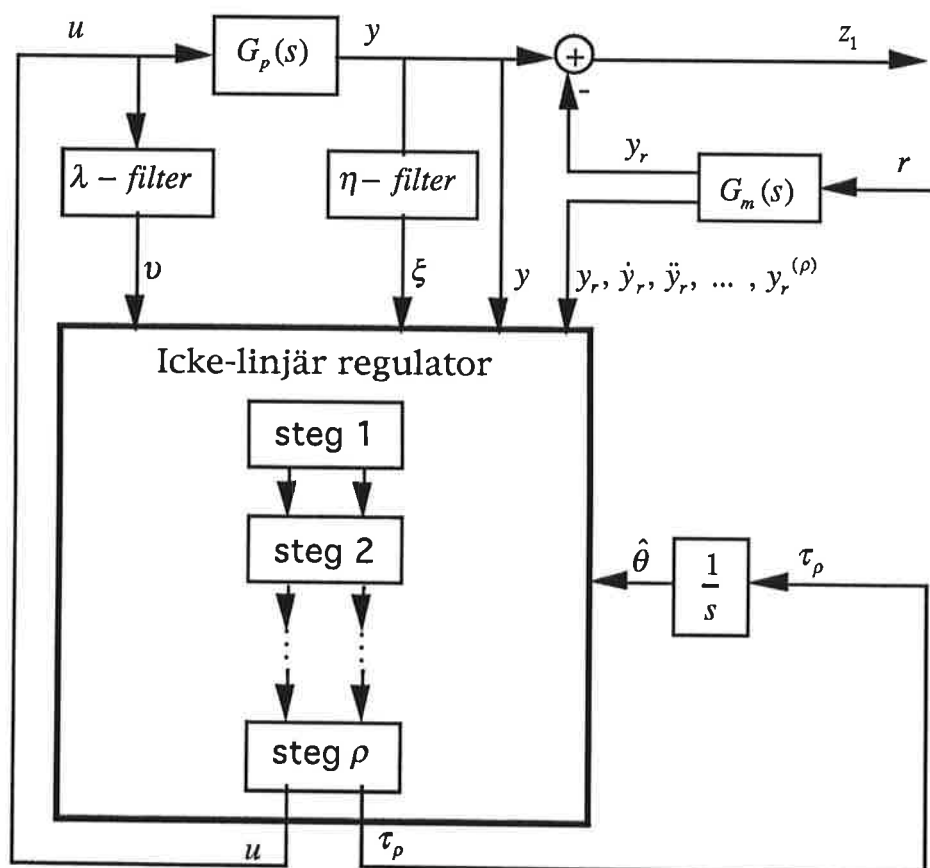 u
G_p(s)
y
+
z_1
-
λ – filter
η – filter
y_r
G_m(s)
r
υ
ξ
y
y_r, ẏ_r, ÿ_r, ... , y_r^(ρ)
Icke-linjär regulator
steg 1
steg 2
θ̂
1/s
τ_ρ
steg ρ
u
τ_ρ